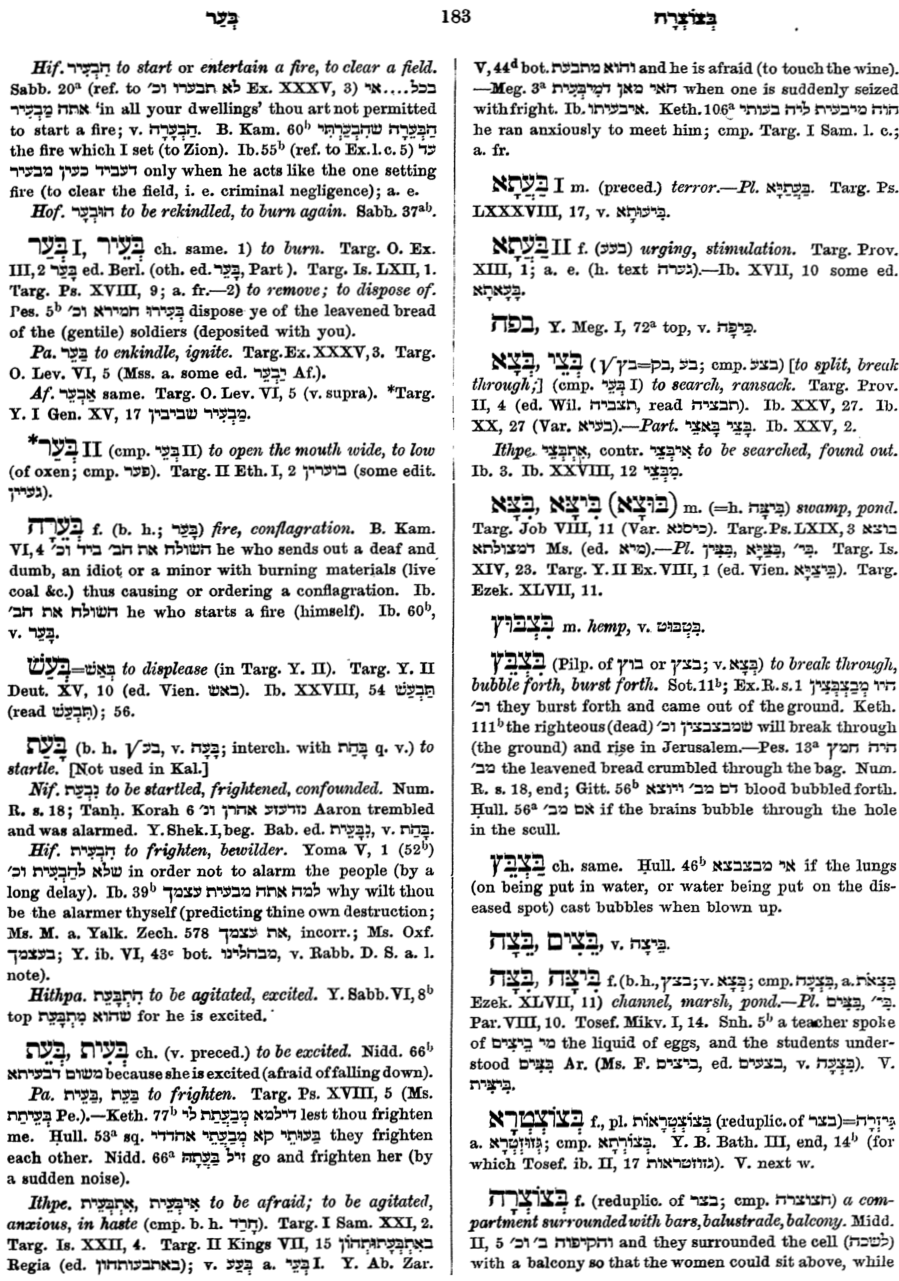 בְּעַר 183 בְּצוֹצְרָה
Hif. הִבְעִיר to start or entertain a fire, to clear a field.
Sabb. 20ᵃ (ref. to לא תבערו וכ׳ Ex. XXXV, 3) בכל....אי
אתה מַבְעִיר ‘in all your dwellings’ thou art not permitted
to start a fire; v. הַבְעָרָה. B. Kam. 60ᵇ הַבְעָרָה שהִבְעַרְתִּי
the fire which I set (to Zion). Ib. 55ᵇ (ref. to Ex. l. c. 5) עד
דעביד כעין מבעיר only when he acts like the one setting
fire (to clear the field, i. e. criminal negligence); a. e.
Hof. הוּבְעַר to be rekindled, to burn again. Sabb. 37ᵃᵇ.
בְּעַר I, בְּעֵיר ch. same. 1) to burn. Targ. O. Ex.
III, 2 בָּעַר ed. Berl. (oth. ed. בָּעֵר, Part). Targ. Is. LXII, 1.
Targ. Ps. XVIII, 9; a. fr.—2) to remove; to dispose of.
Pes. 5ᵇ בְּעִירוּ חמירא וכ׳ dispose ye of the leavened bread
of the (gentile) soldiers (deposited with you).
Pa. בַּעֵר to enkindle, ignite. Targ. Ex. XXXV, 3. Targ.
O. Lev. VI, 5 (Mss. a. some ed. יַבְעֵר Af.).
Af. אַבְעֵר same. Targ. O. Lev. VI, 5 (v. supra). *Targ.
Y. I Gen. XV, 17 מַבְעִיר שביבין.
*בְּעַר II (cmp. בְּעֵי II) to open the mouth wide, to low
(of oxen; cmp. פער). Targ. II Eth. I, 2 בוערין (some edit.
געיין).
בְּעֵרָה f. (b. h.; בָּעַר) fire, conflagration. B. Kam.
VI, 4 השולח את הב׳ ביד וכ׳ he who sends out a deaf and
dumb, an idiot or a minor with burning materials (live
coal &c.) thus causing or ordering a conflagration. Ib.
השולח את הב׳ he who starts a fire (himself). Ib. 60ᵇ,
v. בָּעַר.
בְּעַשׁ=בְּאֵשׁ to displease (in Targ. Y. II). Targ. Y. II
Deut. XV, 10 (ed. Vien. באש). Ib. XXVIII, 54 תַּבְעֵשׁ
(read תִּבְעֵשׁ); 56.
בָּעַת (b. h. √בע, v. בָּעָה; interch. with בָּהַת q. v.) to
startle. [Not used in Kal.]
Nif. נִבְעַת to be startled, frightened, confounded. Num.
R. s. 18; Tanḥ. Korah 6 נזדעזע אהרן ונ׳ Aaron trembled
and was alarmed. Y. Shek. I, beg. Bab. ed. נִבְעֵית, v. בָּהַת.
Hif. הִבְעִית to frighten, bewilder. Yoma V, 1 (52ᵇ)
שלא לְהַבְעִית וכ׳ in order not to alarm the people (by a
long delay). Ib. 39ᵇ למה אתה מבעית עצמך why wilt thou
be the alarmer thyself (predicting thine own destruction;
Ms. M. a. Yalk. Zech. 578 את עצמך, incorr.; Ms. Oxf.
בעצמך; Y. ib. VI, 43ᶜ bot. מבהלינו, v. Rabb. D. S. a. l.
note).
Hithpa. הִתְבָּעֵת to be agitated, excited. Y. Sabb. VI, 8ᵇ
top שהוא מִתְבָּעֵת for he is excited.
בְּעִית, בְּעֵת ch. (v. preced.) to be excited. Nidd. 66ᵇ
משום דבעיתא because she is excited (afraid of falling down).
Pa. בַּעֵת, בַּעֵית to frighten. Targ. Ps. XVIII, 5 (Ms.
בְּעִיתַת Pe.).—Keth. 77ᵇ דילמא מְבַעֲתַת לי lest thou frighten
me. Ḥull. 53ᵃ sq. בַּעוּתֵי קא מְבַעֲתֵי אהדדי they frighten
each other. Nidd. 66ᵃ זיל בַּעֲתָהּ go and frighten her (by
a sudden noise).
Ithpe. אִיבְּעִית, אִתְבְּעִית to be afraid; to be agitated,
anxious, in haste (cmp. b. h. חָרַד). Targ. I Sam. XXI, 2.
Targ. Is. XXII, 4. Targ. II Kings VII, 15 באִתְבְּעָתוּתְהוֹן
Regia (ed. באתבעותהון); v. בְּעַע a. בְּעֵי I. Y. Ab. Zar.
V, 44ᵈ bot. והוא מתבעת and he is afraid (to touch the wine).
—Meg. 3ᵃ האי מאן דמִיבְּעִית when one is suddenly seized
with fright. Ib. איבעיתו. Keth. 106ᵃ הוה מיבעית ליה בעותי
he ran anxiously to meet him; cmp. Targ. I Sam. l. c.;
a. fr.
בַּעֲתָא I m. (preced.) terror.—Pl. בַּעֲתַיָּא. Targ. Ps.
LXXXVIII, 17, v. בִּיעוּתָא.
בַּעֲתָא II f. (בעע) urging, stimulation. Targ. Prov.
XIII, 1; a. e. (h. text גערה).—Ib. XVII, 10 some ed.
בָּעֲאתָא.
בפה, Y. Meg. I, 72ᵃ top, v. כִּיפָּה.
בְּצֵי, בְּצָא (√בץ=בק, בע; cmp. בצע) [to split, break
through;] (cmp. בְּעֵי I) to search, ransack. Targ. Prov.
II, 4 (ed. Wil. תצביה, read תבציה). Ib. XXV, 27. Ib.
XX, 27 (Var. בעיא).—Part. בָּצֵי בָּאצֵי. Ib. XXV, 2.
Ithpe. אִתְבְּצֵי, contr. אִיבְּצֵי to be searched, found out.
Ib. 3. Ib. XXVIII, 12 מִבְּצֵי.
בִּצָּא, בִּיצָּא (בּוּצָא) m. (=h. בִּיצָּה) swamp, pond.
Targ. Job VIII, 11 (Var. כיסנא). Targ. Ps. LXIX, 3 בוצא
דמצולתא Ms. (ed. מיא).—Pl. בִּצִּין, בִּצַּיָּא, בִּי׳. Targ. Is.
XIV, 23. Targ. Y. II Ex. VIII, 1 (ed. Vien. בִּיצַיָּא). Targ.
Ezek. XLVII, 11.
בִּצְבּוּץ m. hemp, v. בִּטְבּוּט.
בִּצְבֵּץ (Pilp. of בוץ or בצץ; v. בְּצָא) to break through,
bubble forth, burst forth. Sot. 11ᵇ; Ex. R. s. 1 היו מְבַצְבְּצִין
וכ׳ they burst forth and came out of the ground. Keth.
111ᵇ the righteous (dead) שמבצבצין וכ׳ will break through
(the ground) and rise in Jerusalem.—Pes. 13ᵃ היה חמץ
מב׳ the leavened bread crumbled through the bag. Num.
R. s. 18, end; Gitt. 56ᵇ דם מב׳ ויוצא blood bubbled forth.
Ḥull. 56ᵃ אם מב׳ if the brains bubble through the hole
in the scull.
בַּצְבֵּץ ch. same. Ḥull. 46ᵇ אי מבצבצא if the lungs
(on being put in water, or water being put on the dis-
eased spot) cast bubbles when blown up.
בֵּצָה, בֵּצִים, v. בֵּיצָה.
בִּצָּה, בִּיצָּה f. (b. h., בצץ; v. בְּצָא; cmp. בִּצְעָה, a. בִּצֹּאת
Ezek. XLVII, 11) channel, marsh, pond.—Pl. בִּצִּים, בִּי׳.
Par. VIII, 10. Tosef. Mikv. I, 14. Snh. 5ᵇ a teacher spoke
of מי בֵיצִים the liquid of eggs, and the students under-
stood בִּצִּים Ar. (Ms. F. ביצים, ed. בצעים, v. בִּצְעָה). V.
בִּיצִּית.
בְּצוֹצְטְרָא f., pl. בְּצוֹצְטְרָאוֹת (reduplic. of בצר)=גִּזְרָה
a. גְּזוּזְטְרָא; cmp. בִּצּוֹרְתָא. Y. B. Bath. III, end, 14ᵇ (for
which Tosef. ib. II, 17 גזוזטראות). V. next w.
בְּצוֹצְרָה f. (reduplic. of בצר; cmp. חצוצרה) a com-
partment surrounded with bars, balustrade, balcony. Midd.
II, 5 והקיפוה ב׳ וכ׳ and they surrounded the cell (לשכה)
with a balcony so that the women could sit above, while